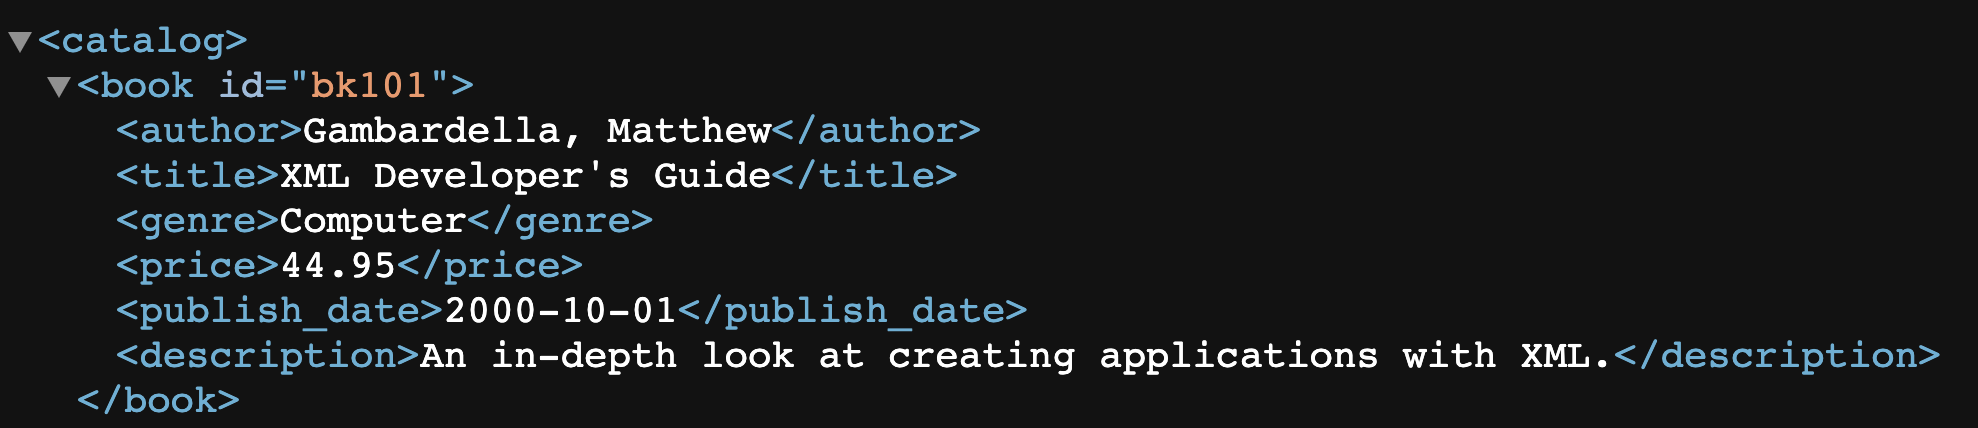 <catalog>
<book id="bk101">
<author>Gambardella, Matthew</author>
<title>XML Developer's Guide</title>
<genre>Computer</genre>
<price>44.95</price>
<publish_date>2000-10-01</publish_date>
<description>An in-depth look at creating applications with XML.</description>
</book>